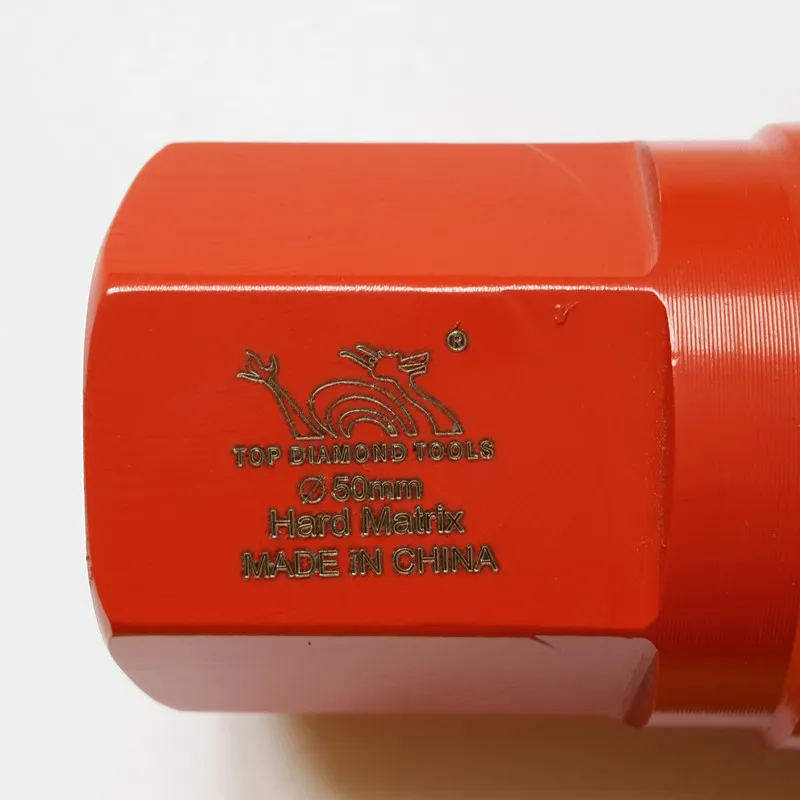 ®
TOP DIAMOND TOOLS
Ø 50mm
Hard Matrix
MADE IN CHINA